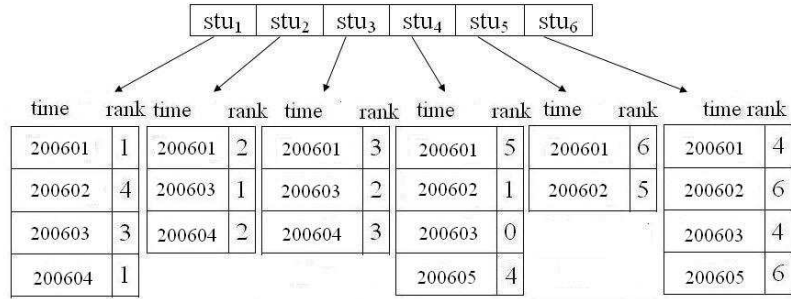 stu₁ stu₂ stu₃ stu₄ stu₅ stu₆
time rank time rank time rank time rank time rank time rank
200601 1 200601 2 200601 3 200601 5 200601 6 200601 4
200602 4 200603 1 200603 2 200602 1 200602 5 200602 6
200603 3 200604 2 200604 3 200603 0 200603 4
200604 1 200605 4 200605 6